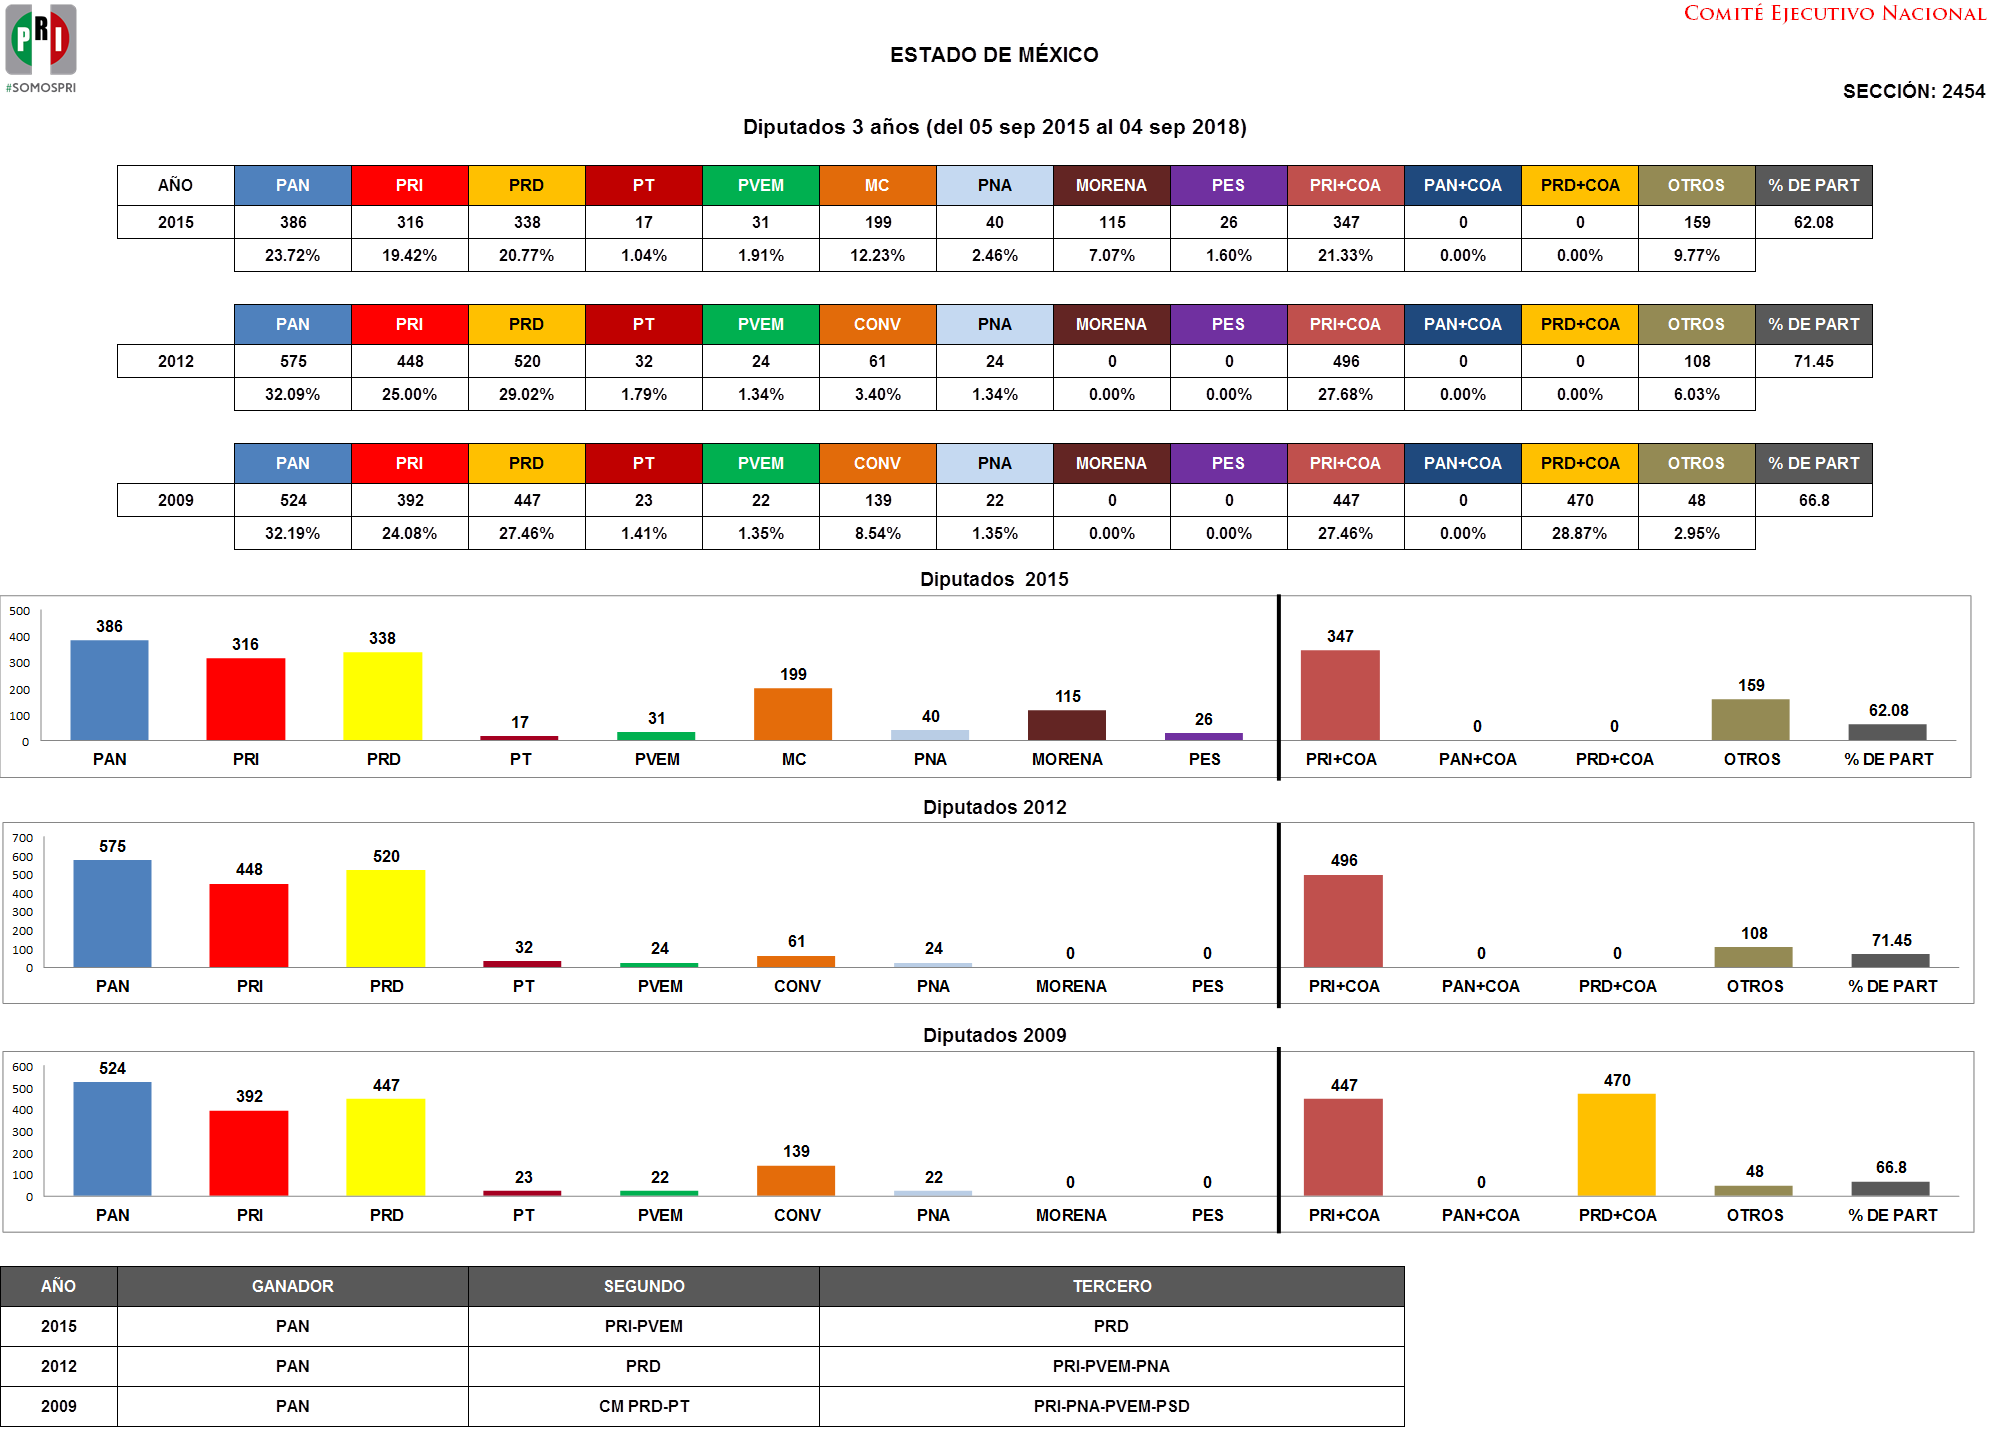 PRI
#SOMOSPRI
COMITÉ EJECUTIVO NACIONAL
ESTADO DE MÉXICO
SECCIÓN: 2454
Diputados 3 años (del 05 sep 2015 al 04 sep 2018)
AÑO PAN PRI PRD PT PVEM MC PNA MORENA PES PRI+COA PAN+COA PRD+COA OTROS % DE PART
2015 386 316 338 17 31 199 40 115 26 347 0 0 159 62.08
23.72% 19.42% 20.77% 1.04% 1.91% 12.23% 2.46% 7.07% 1.60% 21.33% 0.00% 0.00% 9.77%
PAN PRI PRD PT PVEM CONV PNA MORENA PES PRI+COA PAN+COA PRD+COA OTROS % DE PART
2012 575 448 520 32 24 61 24 0 0 496 0 0 108 71.45
32.09% 25.00% 29.02% 1.79% 1.34% 3.40% 1.34% 0.00% 0.00% 27.68% 0.00% 0.00% 6.03%
PAN PRI PRD PT PVEM CONV PNA MORENA PES PRI+COA PAN+COA PRD+COA OTROS % DE PART
2009 524 392 447 23 22 139 22 0 0 447 0 470 48 66.8
32.19% 24.08% 27.46% 1.41% 1.35% 8.54% 1.35% 0.00% 0.00% 27.46% 0.00% 28.87% 2.95%
Diputados 2015
500
400
300
200
100
0
386 316 338 17 31 199 40 115 26 347 0 0 159 62.08
PAN PRI PRD PT PVEM MC PNA MORENA PES PRI+COA PAN+COA PRD+COA OTROS % DE PART
Diputados 2012
700
600
500
400
300
200
100
0
575 448 520 32 24 61 24 0 0 496 0 0 108 71.45
PAN PRI PRD PT PVEM CONV PNA MORENA PES PRI+COA PAN+COA PRD+COA OTROS % DE PART
Diputados 2009
600
500
400
300
200
100
0
524 392 447 23 22 139 22 0 0 447 0 470 48 66.8
PAN PRI PRD PT PVEM CONV PNA MORENA PES PRI+COA PAN+COA PRD+COA OTROS % DE PART
AÑO GANADOR SEGUNDO TERCERO
2015 PAN PRI-PVEM PRD
2012 PAN PRD PRI-PVEM-PNA
2009 PAN CM PRD-PT PRI-PNA-PVEM-PSD